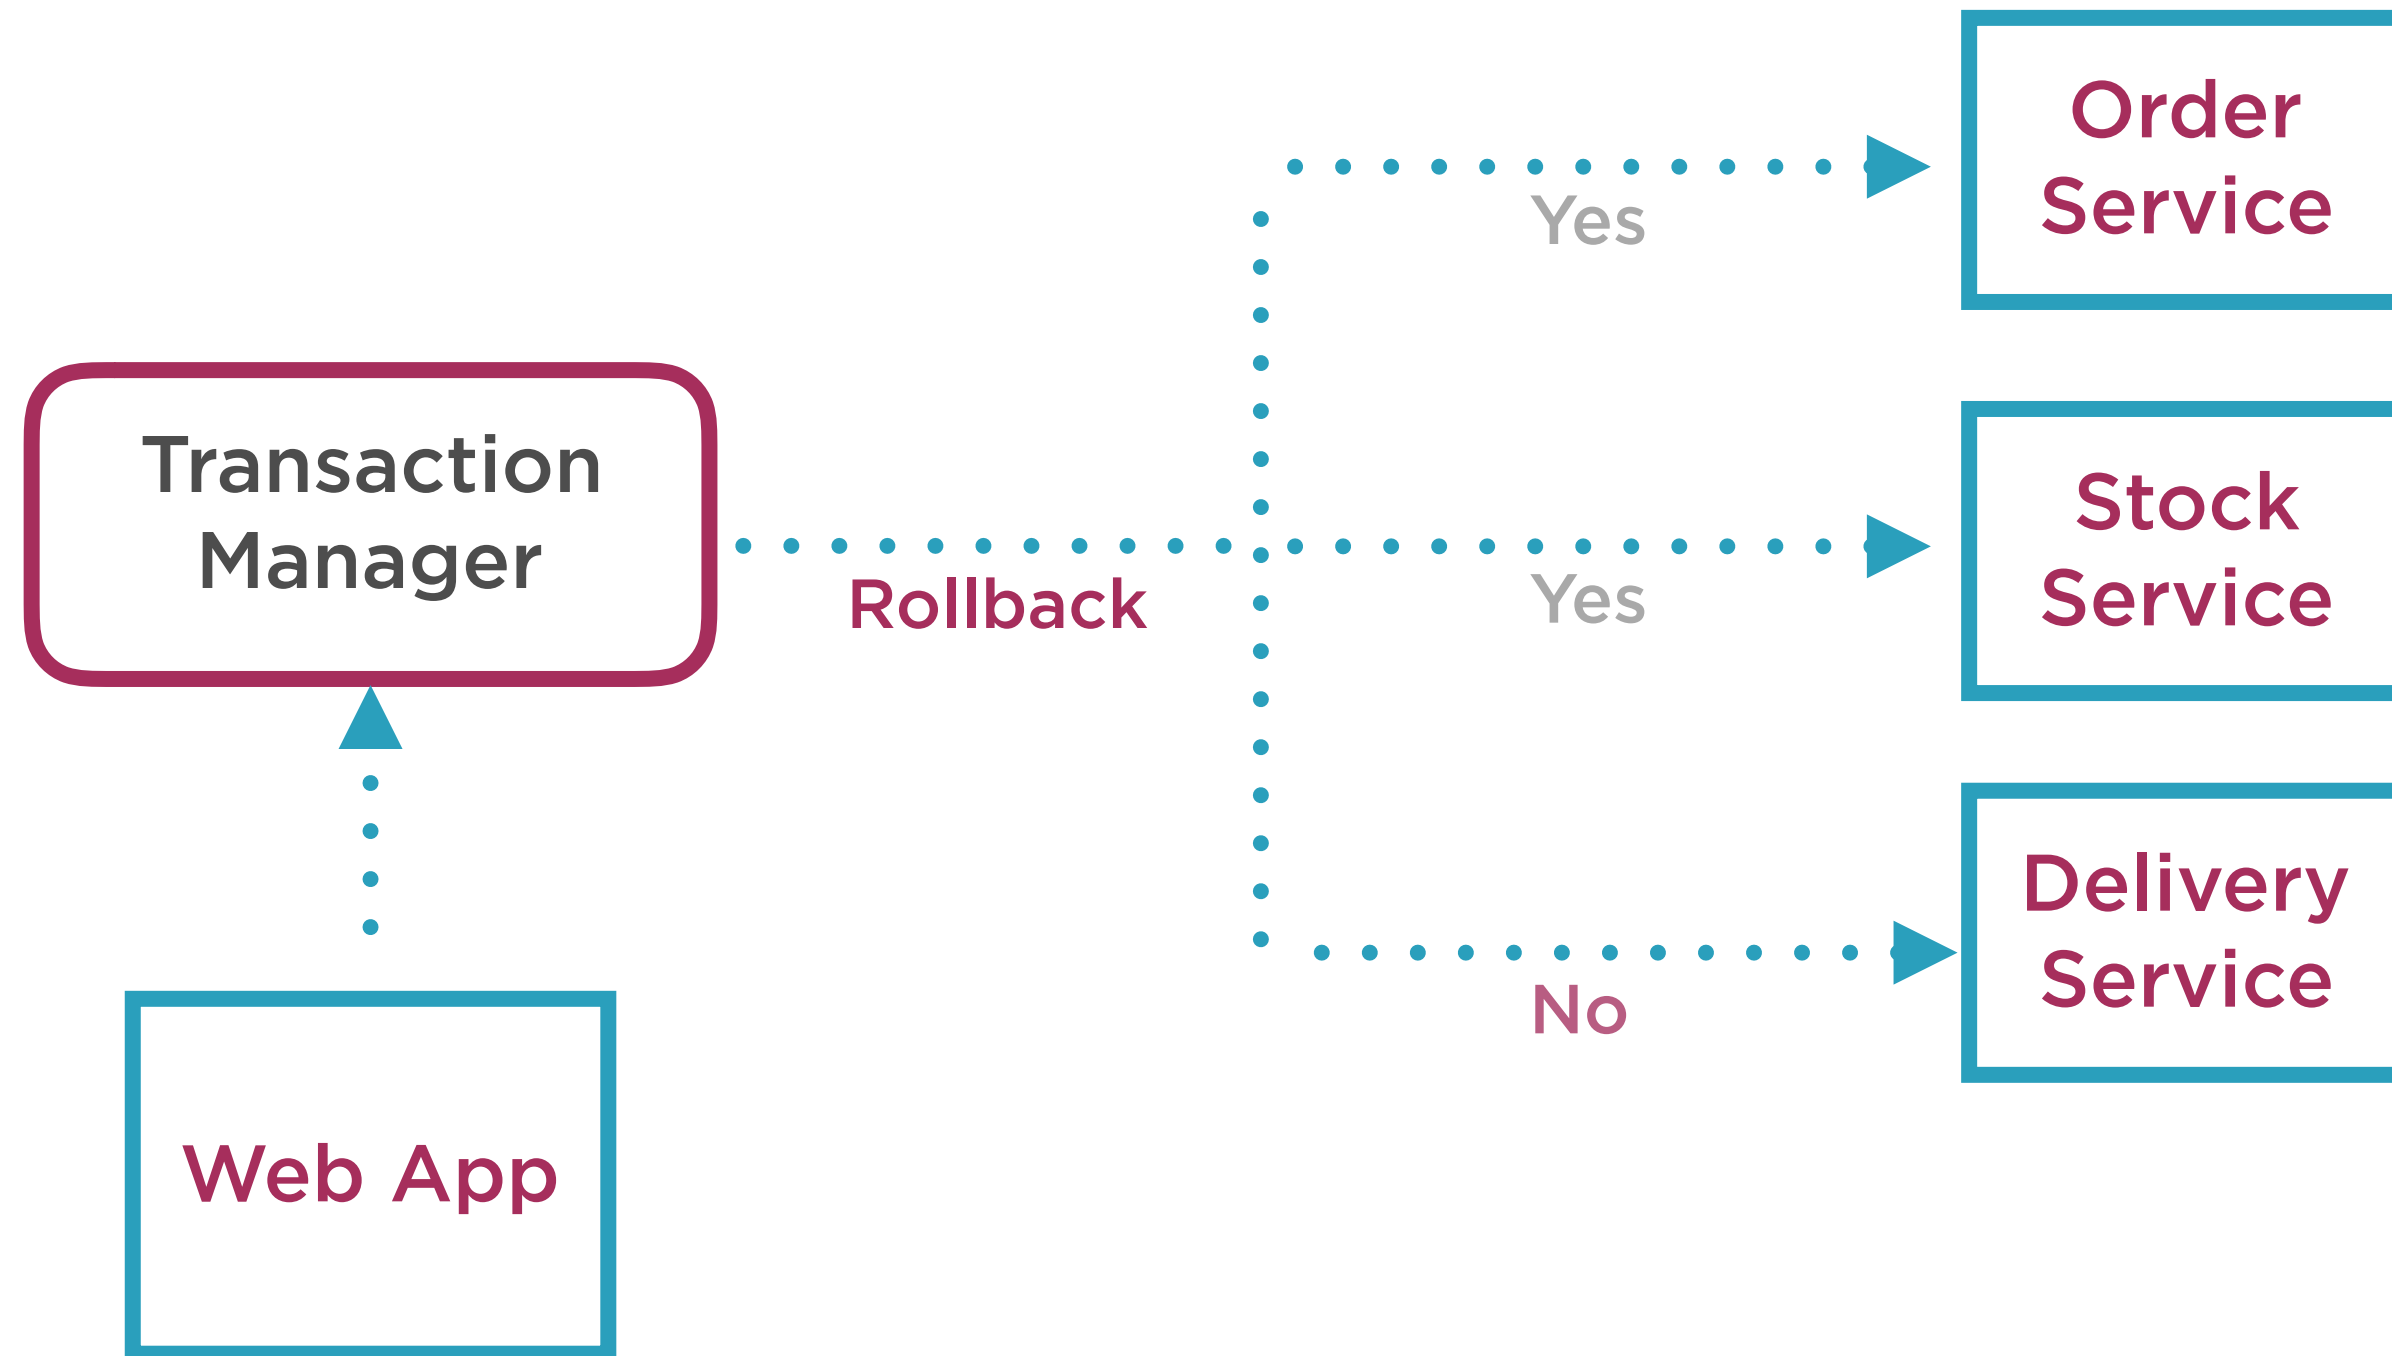 Order
Service
Yes
Transaction
Manager
Rollback
Stock
Service
Yes
Delivery
Service
No
Web App